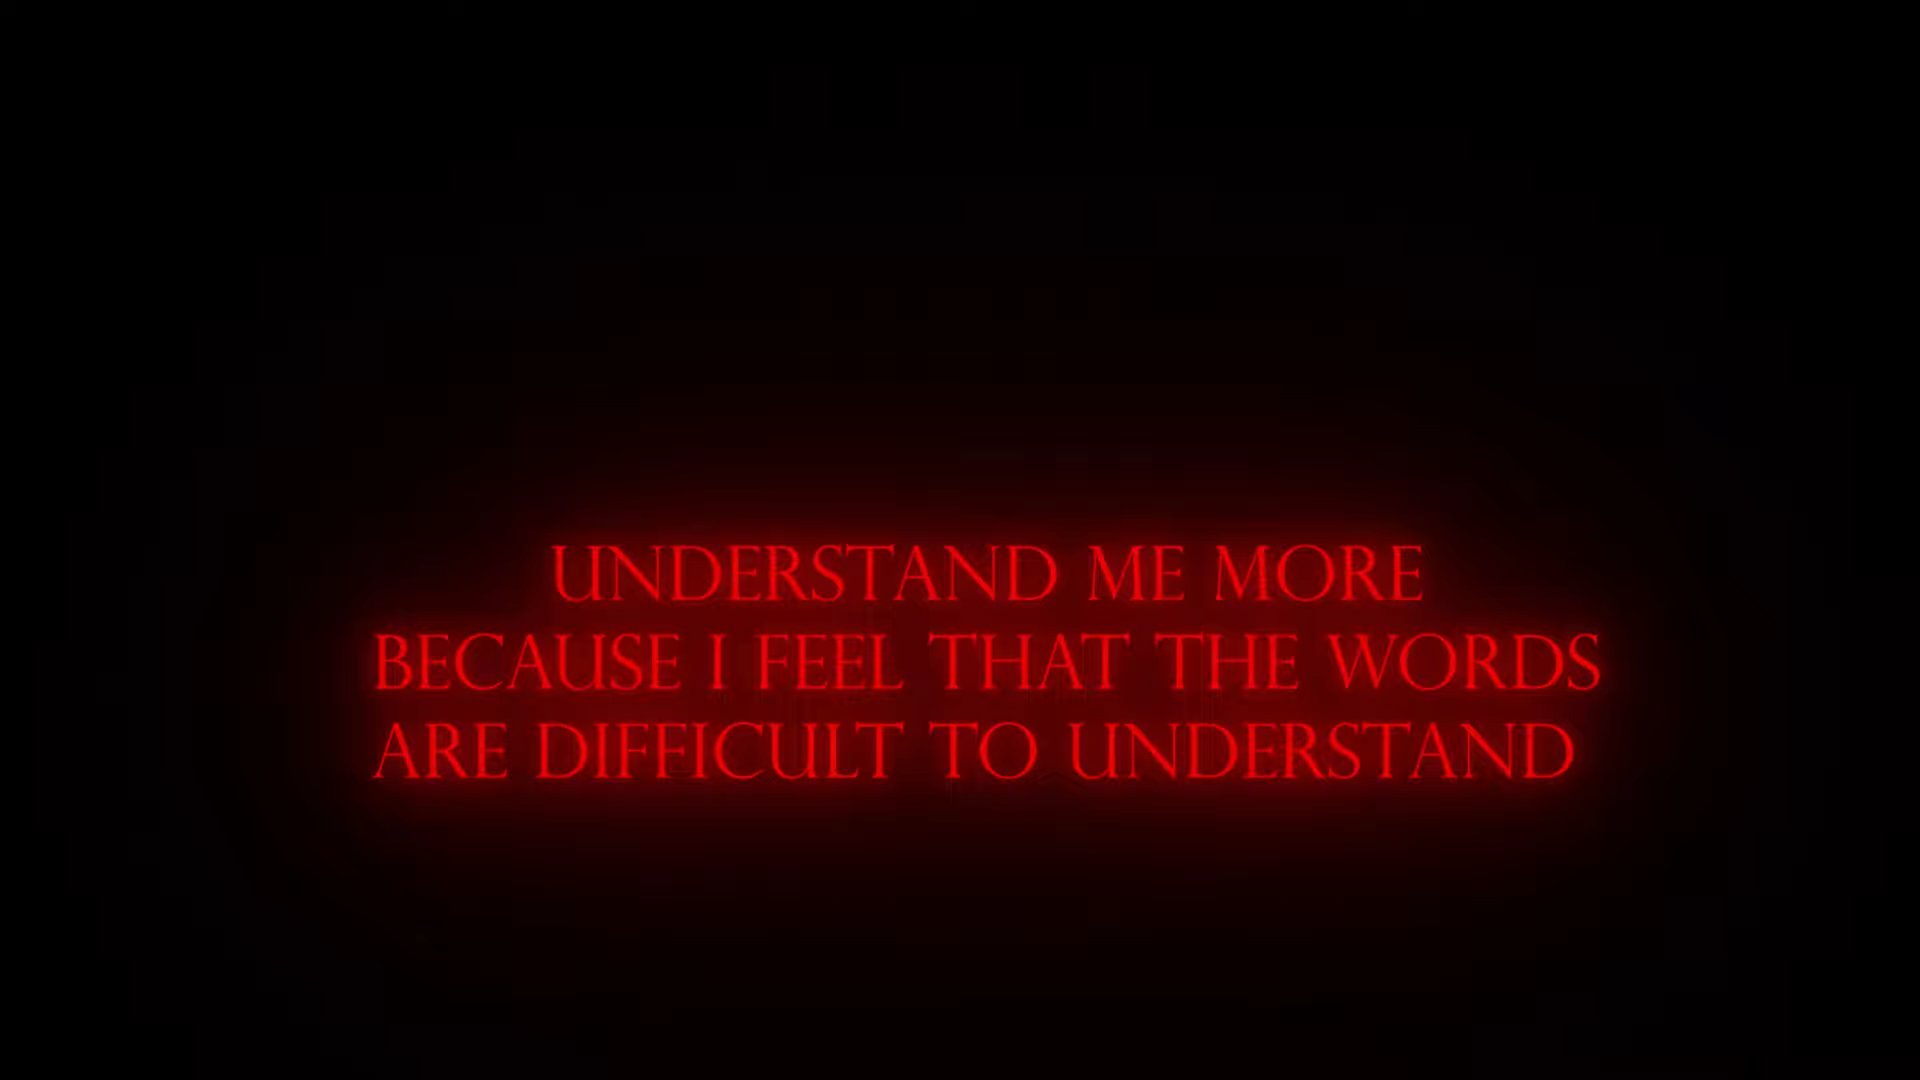 UNDERSTAND ME MORE
BECAUSE I FEEL THAT THE WORDS
ARE DIFFICULT TO UNDERSTAND